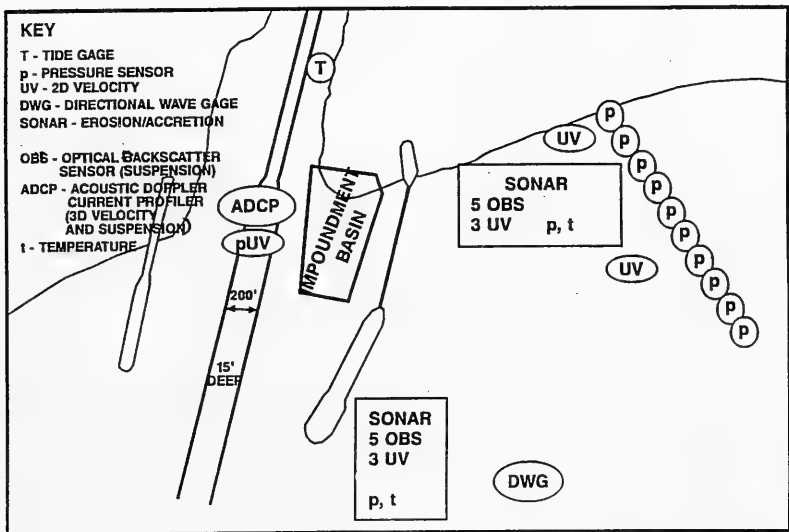 KEY
T - TIDE GAGE
p - PRESSURE SENSOR
UV - 2D VELOCITY
DWG - DIRECTIONAL WAVE GAGE
SONAR - EROSION/ACCRETION
OBS - OPTICAL BACKSCATTER
SENSOR (SUSPENSION)
ADCP - ACOUSTIC DOPPLER
CURRENT PROFILER
(3D VELOCITY
AND SUSPENSION)
t - TEMPERATURE
T
ADCP
pUV
200'
15'
DEEP
IMPOUNDMENT
BASIN
SONAR
5 OBS
3 UV p, t
UV
UV
p
p
p
p
p
p
p
p
p
p
SONAR
5 OBS
3 UV
p, t
DWG